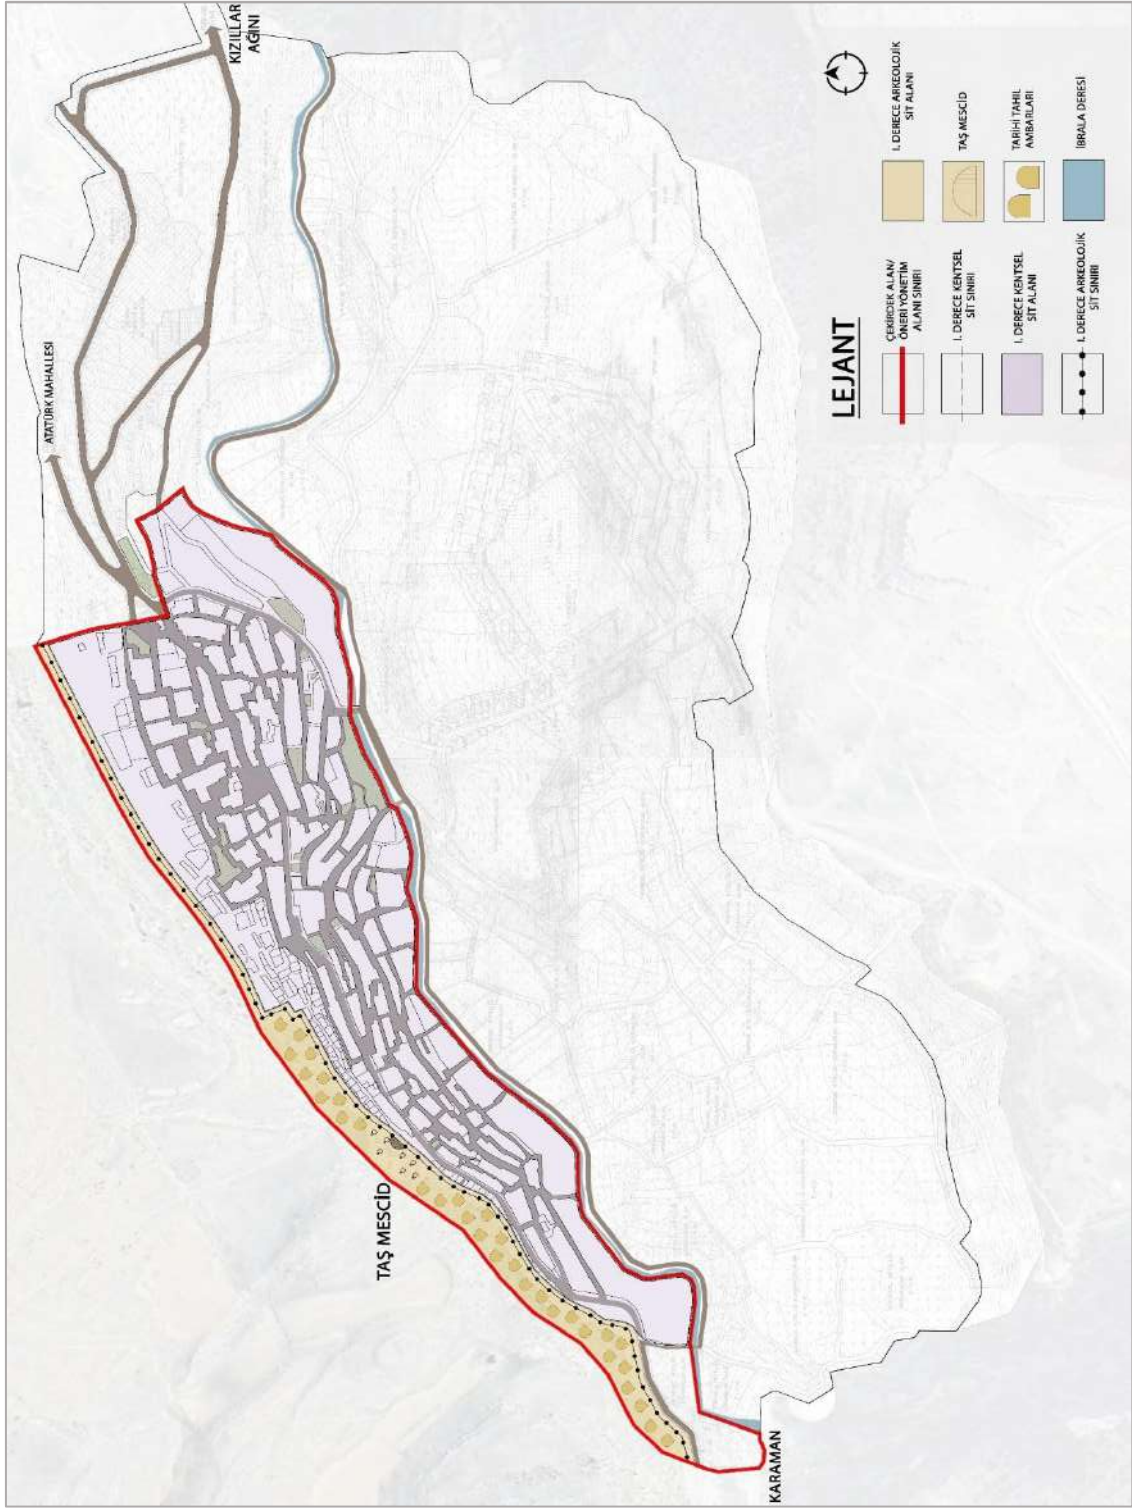 KIZILLAR
AĞINI
ATATÜRK MAHALLESİ
TAŞ MESCİD
KARAMAN
LEJANT
ÇEKİRDEK ALAN/
ÖNERİ YÖNETİM
ALANI SINIRI
I. DERECE KENTSEL
SİT SINIRI
I. DERECE KENTSEL
SİT ALANI
I. DERECE ARKEOLOJİK
SİT SINIRI
I. DERECE ARKEOLOJİK
SİT ALANI
TAŞ MESCİD
TARİHİ TAHIL
AMBARLARI
İBRALA DERESİ